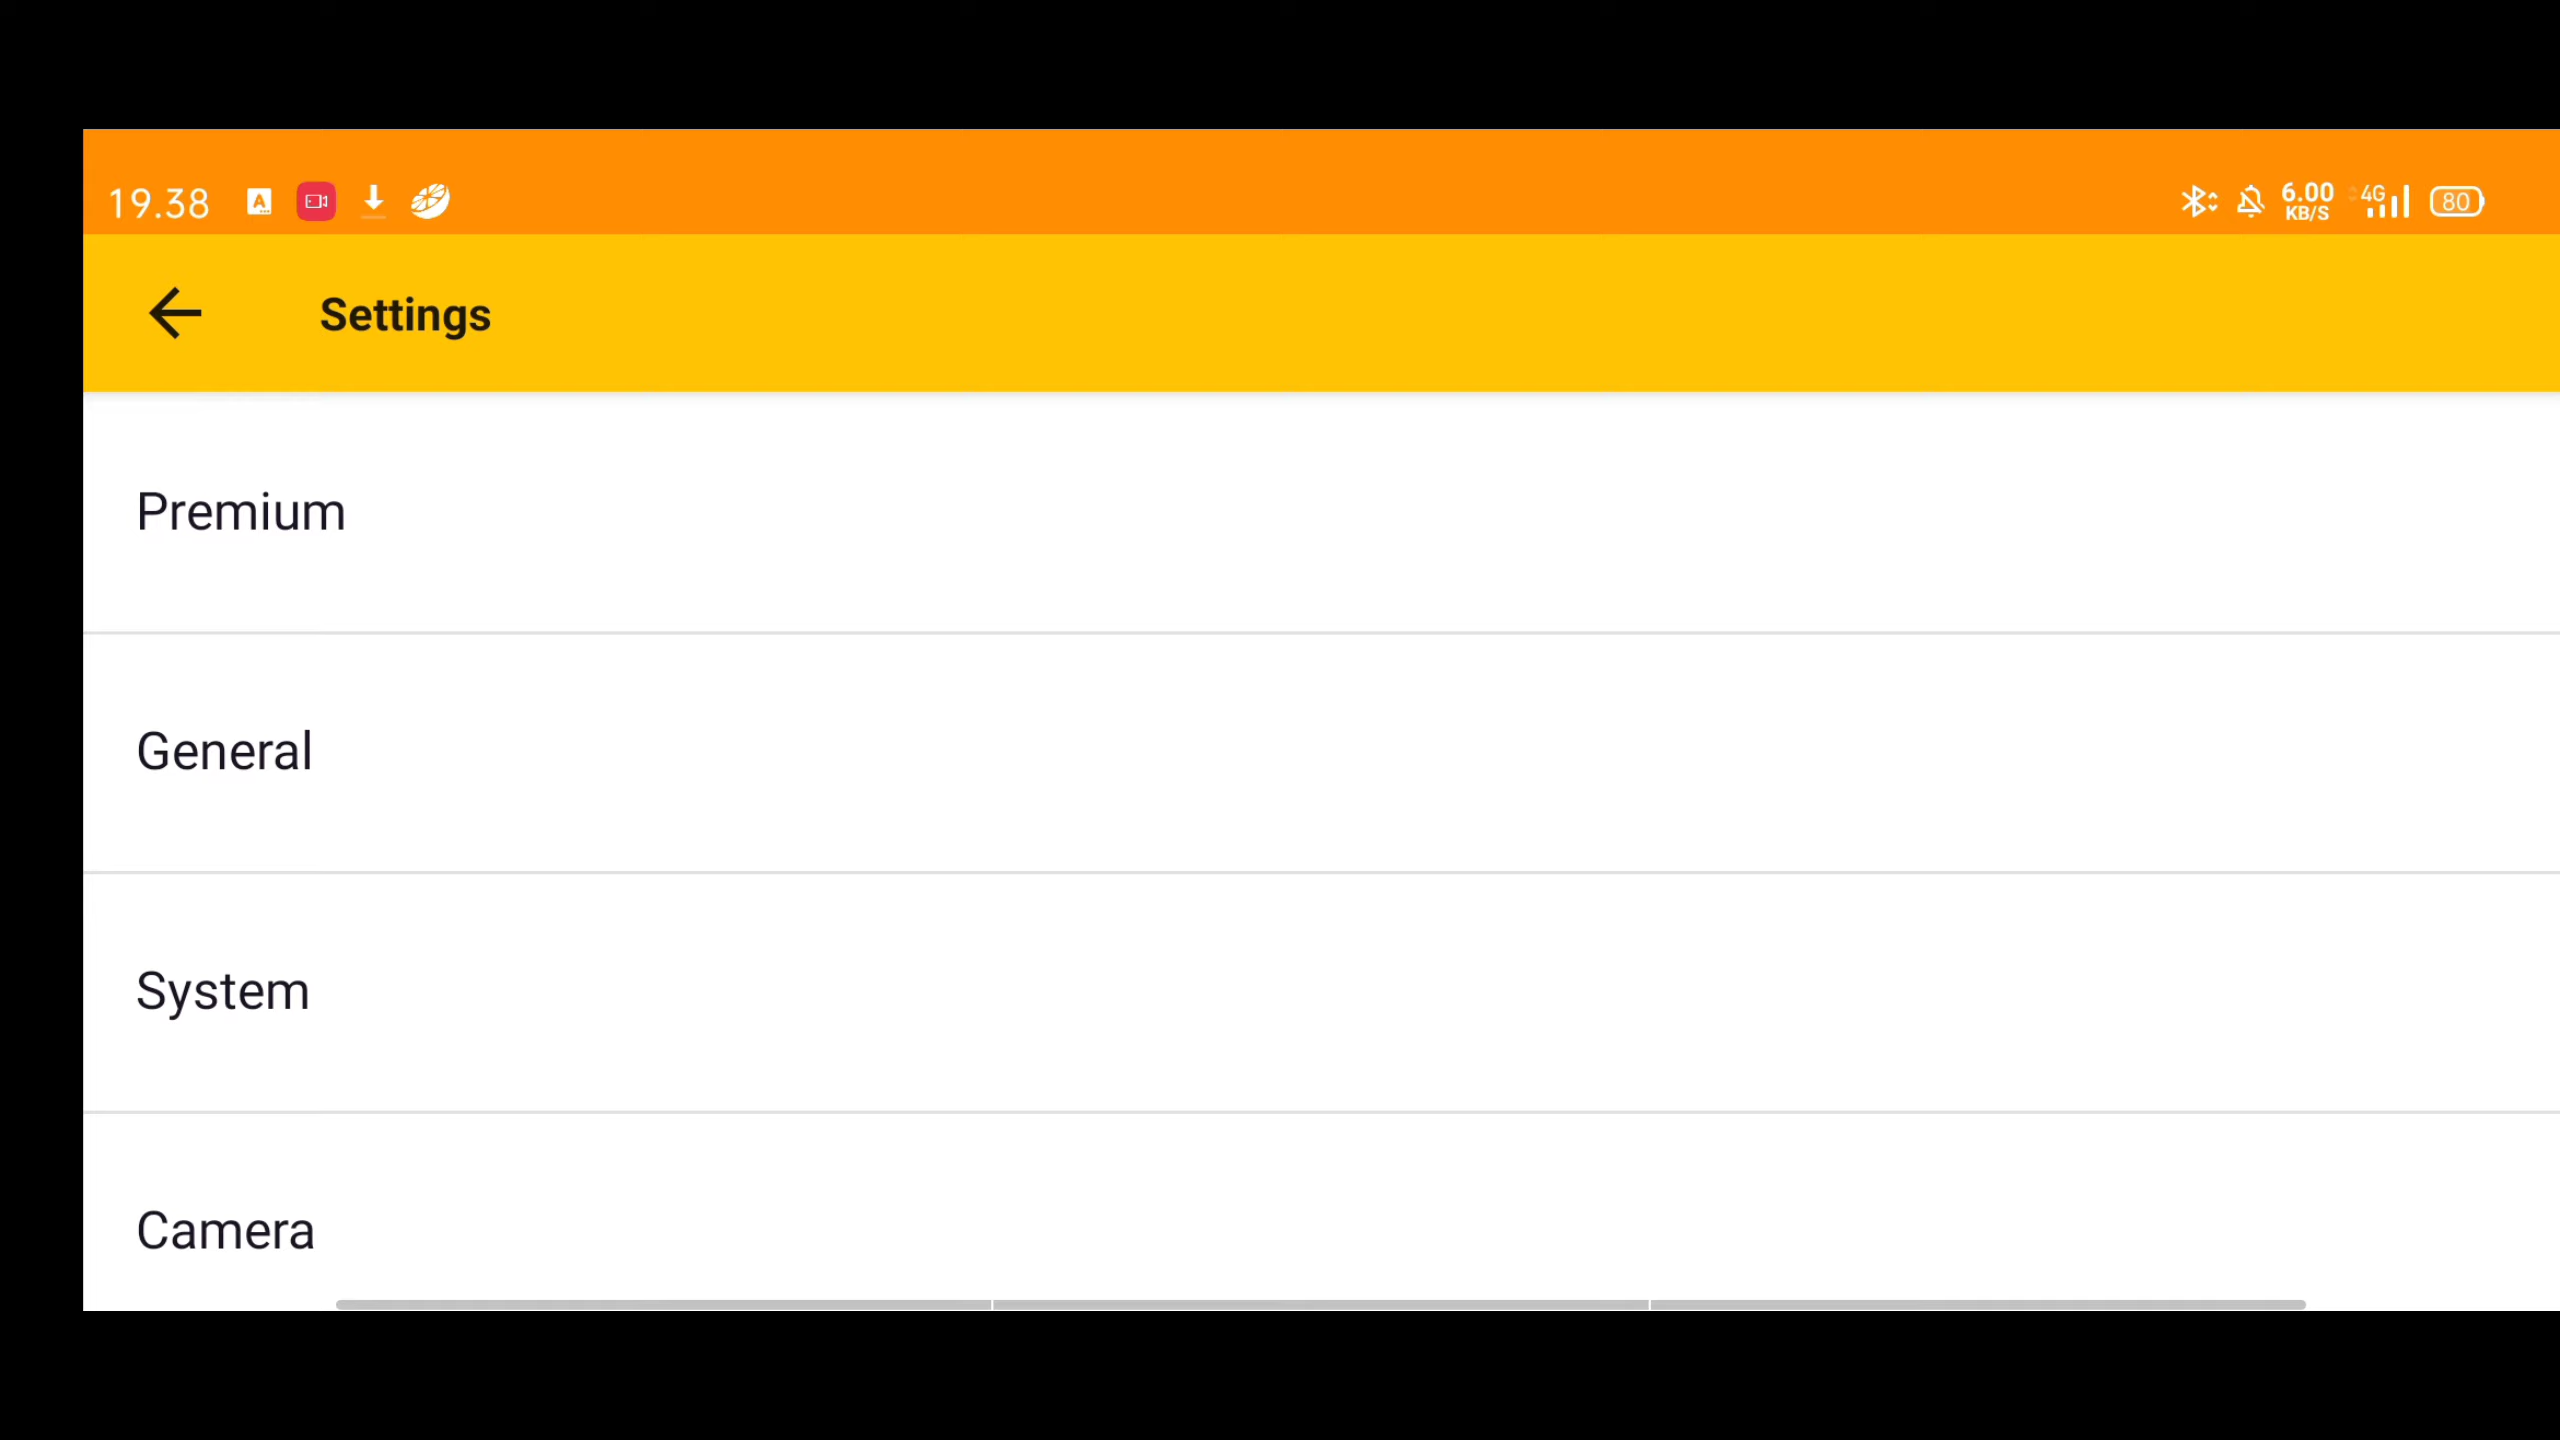 19.38 A 6.00 KB/S 4G 80
Settings
Premium
General
System
Camera